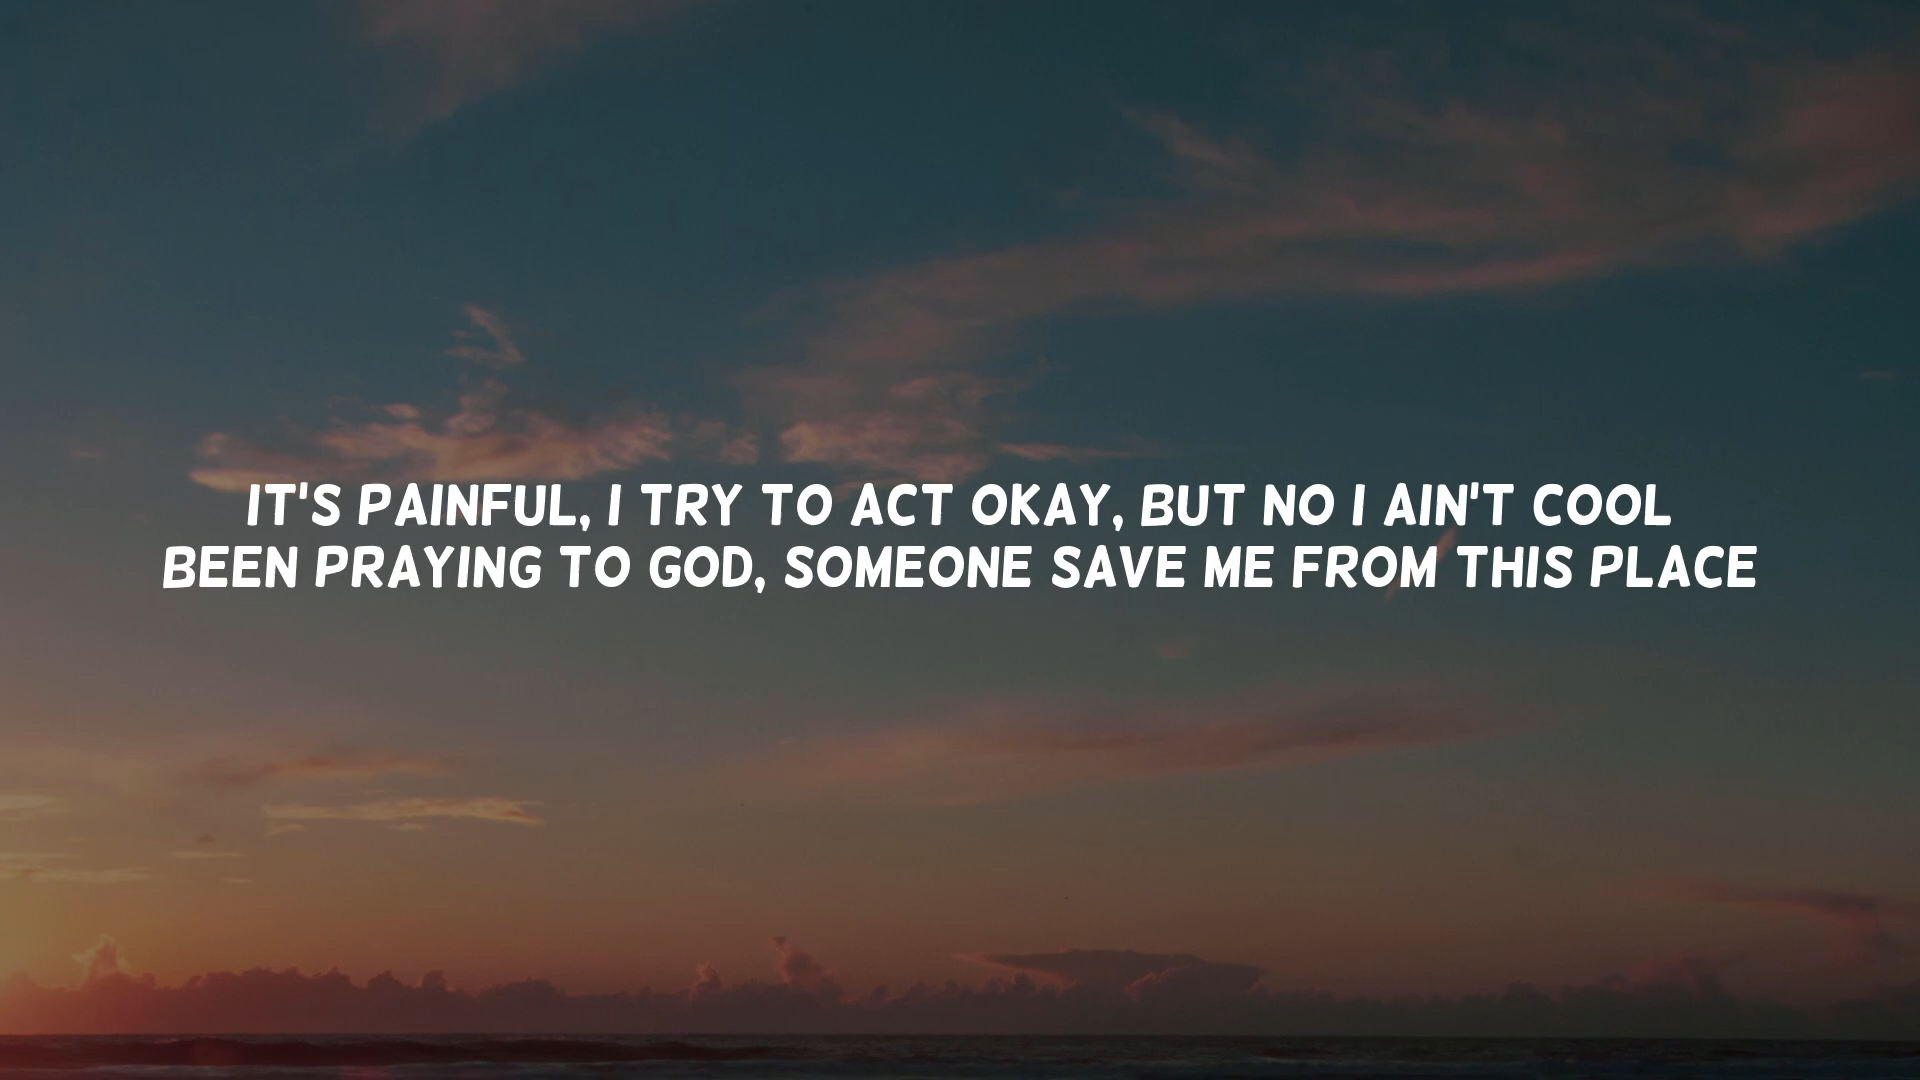 IT'S PAINFUL, I TRY TO ACT OKAY, BUT NO I AIN'T COOL
BEEN PRAYING TO GOD, SOMEONE SAVE ME FROM THIS PLACE